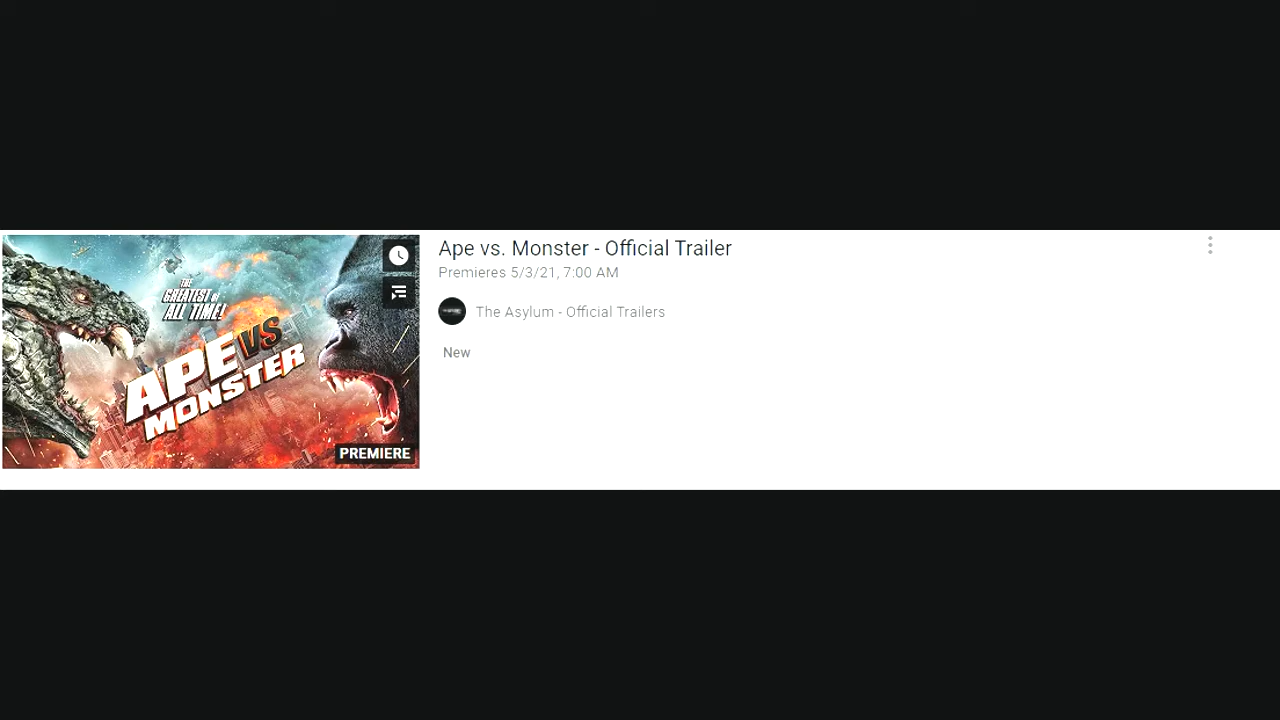 THE
GREATEST of
ALL TIME!
APE VS
MONSTER
PREMIERE
Ape vs. Monster - Official Trailer
Premieres 5/3/21, 7:00 AM
The Asylum - Official Trailers
New